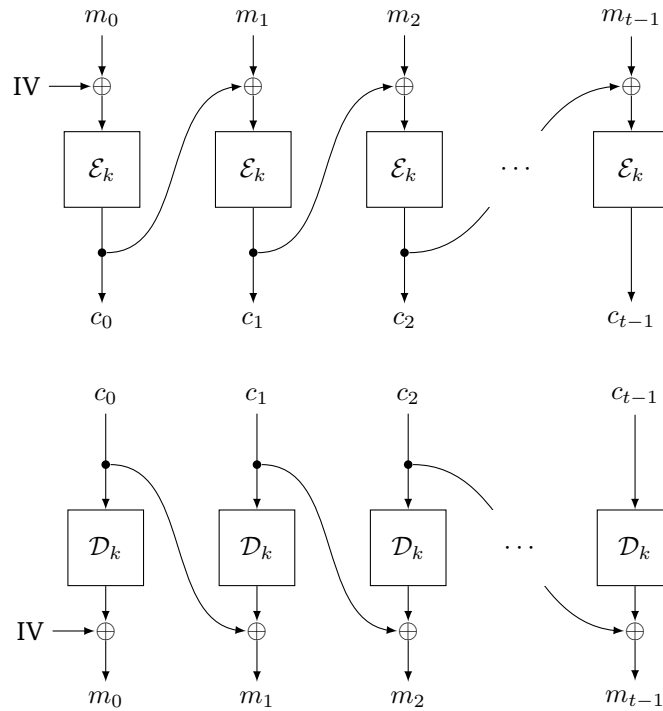 m₀ m₁ m₂ mₜ₋₁
IV
ℰₖ ℰₖ ℰₖ ⋯ ℰₖ
c₀ c₁ c₂ cₜ₋₁
c₀ c₁ c₂ cₜ₋₁
𝒟ₖ 𝒟ₖ 𝒟ₖ ⋯ 𝒟ₖ
IV
m₀ m₁ m₂ mₜ₋₁